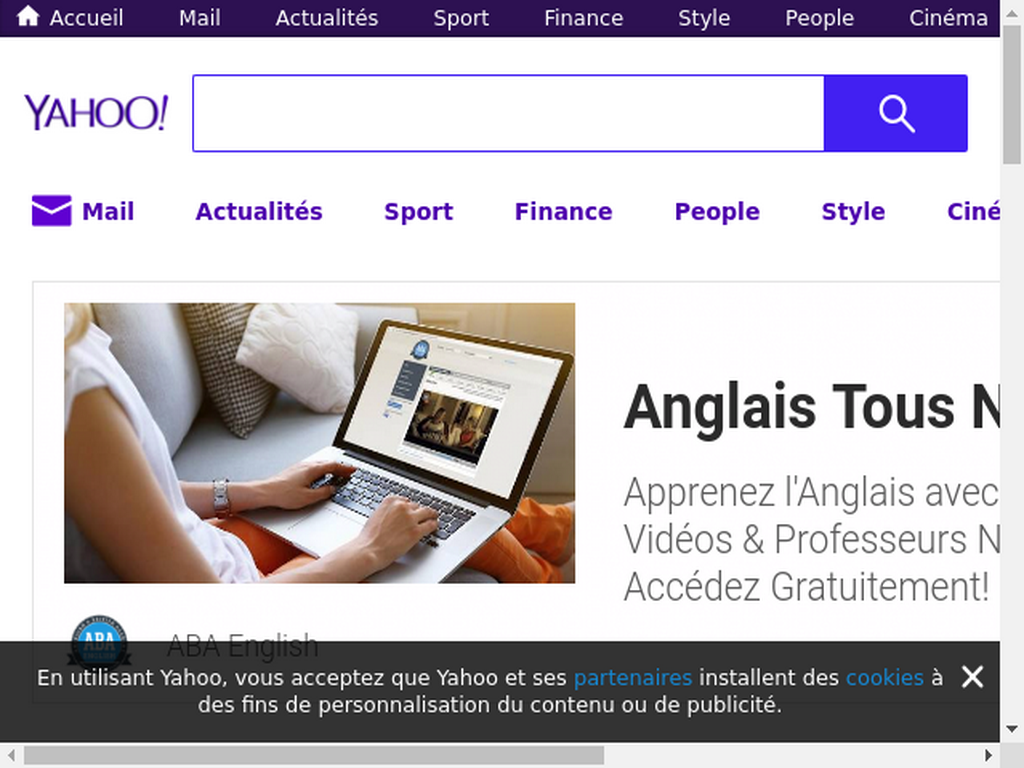 Accueil Mail Actualités Sport Finance Style People Cinéma
YAHOO!
Mail Actualités Sport Finance People Style Ciné
Anglais Tous N
Apprenez l'Anglais avec
Vidéos & Professeurs N
Accédez Gratuitement!
ABA
ABA English
En utilisant Yahoo, vous acceptez que Yahoo et ses partenaires installent des cookies à
des fins de personnalisation du contenu ou de publicité.